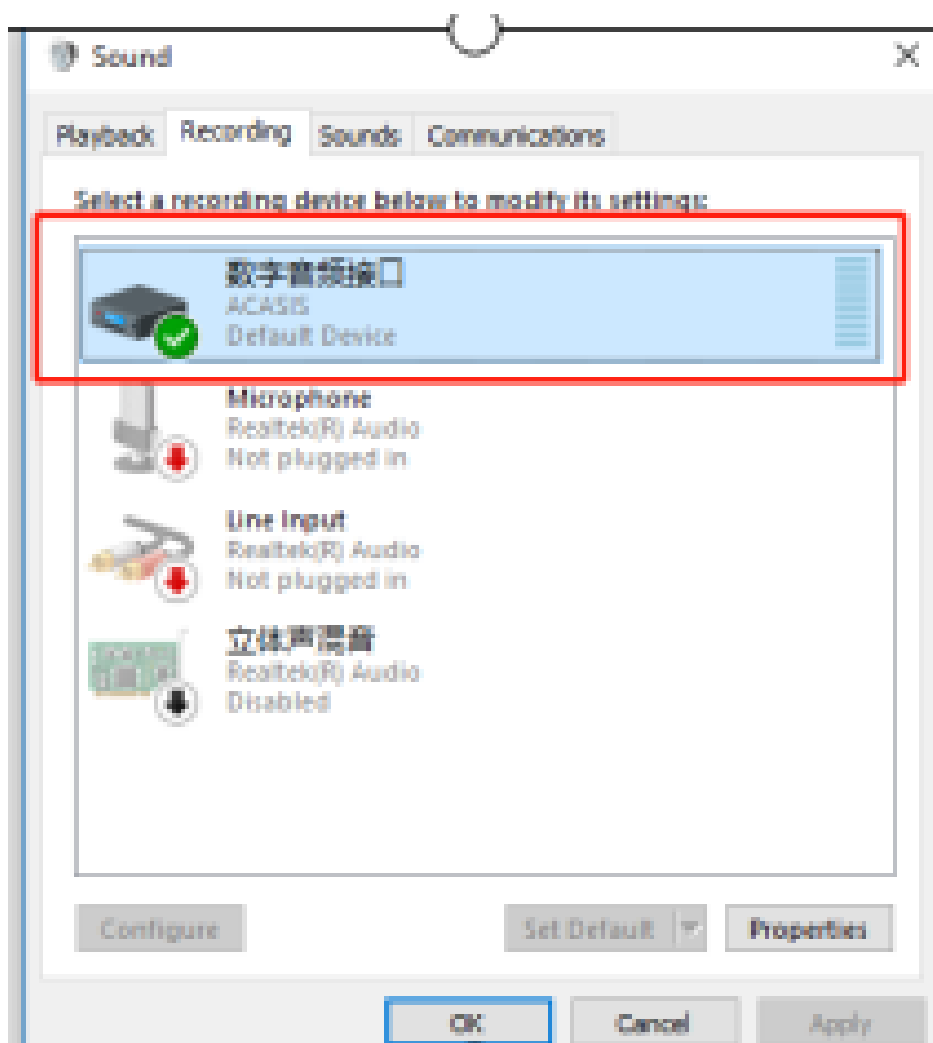 Sound
Playback Recording Sounds Communications
Select a recording device below to modify its settings:
数字音频接口
ACASIS
Default Device
Microphone
Realtek(R) Audio
Not plugged in
Line Input
Realtek(R) Audio
Not plugged in
立体声混音
Realtek(R) Audio
Disabled
Configure Set Default Properties
OK Cancel Apply